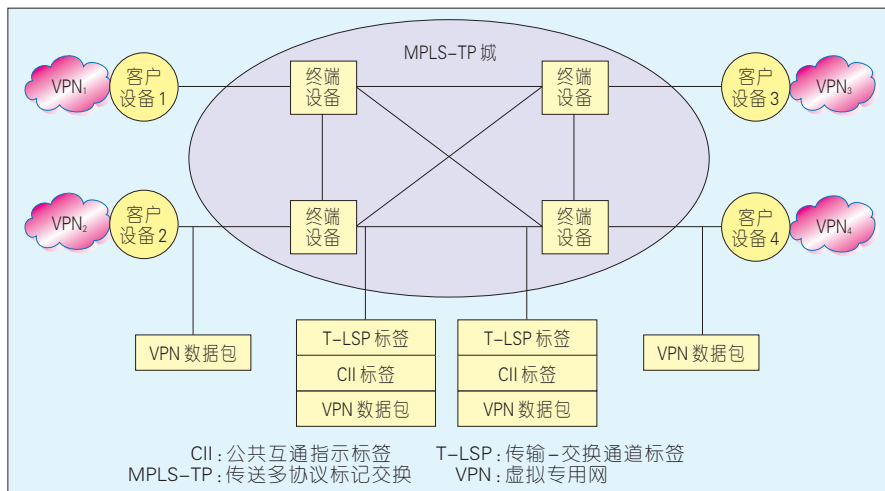 MPLS-TP 城
VPN1
客户
设备1
终端
设备
终端
设备
客户
设备3
VPN3
VPN2
客户
设备2
终端
设备
终端
设备
客户
设备4
VPN4
VPN 数据包
T-LSP 标签
CII 标签
VPN 数据包
T-LSP 标签
CII 标签
VPN 数据包
VPN 数据包
CII:公共互通指示标签 T-LSP:传输-交换通道标签
MPLS-TP:传送多协议标记交换 VPN:虚拟专用网